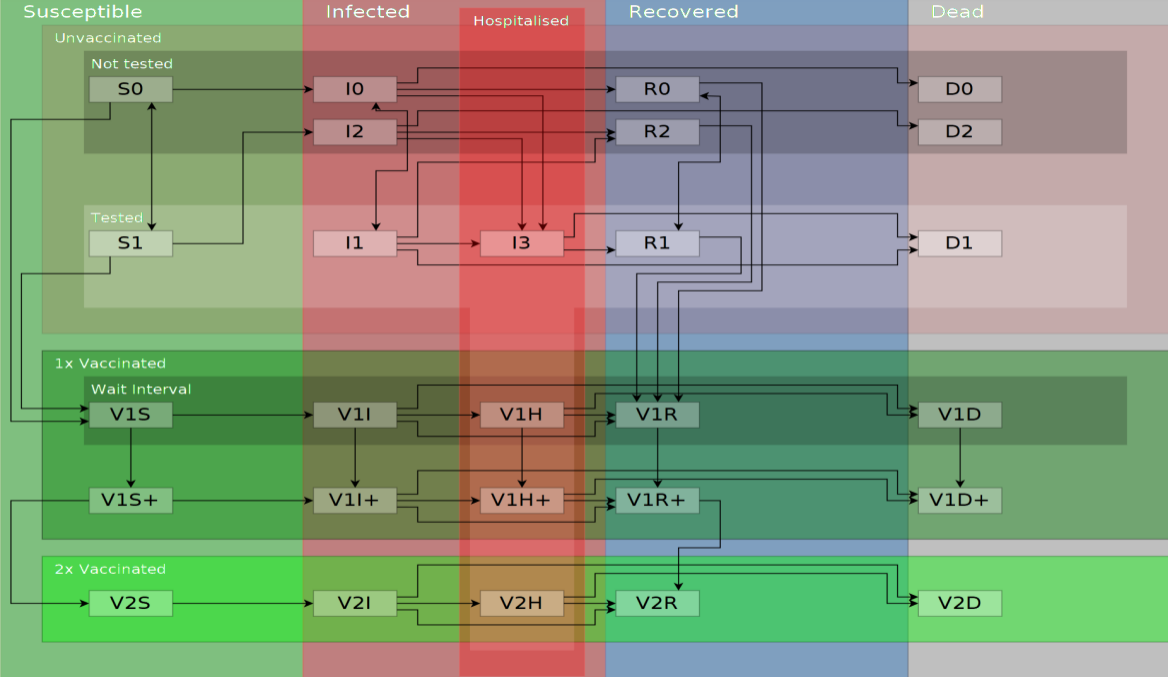 Susceptible Infected Hospitalised Recovered Dead
Unvaccinated
Not tested
S0 I0 R0 D0
I2 R2 D2
Tested
S1 I1 I3 R1 D1
1x Vaccinated
Wait Interval
V1S V1I V1H V1R V1D
V1S+ V1I+ V1H+ V1R+ V1D+
2x Vaccinated
V2S V2I V2H V2R V2D